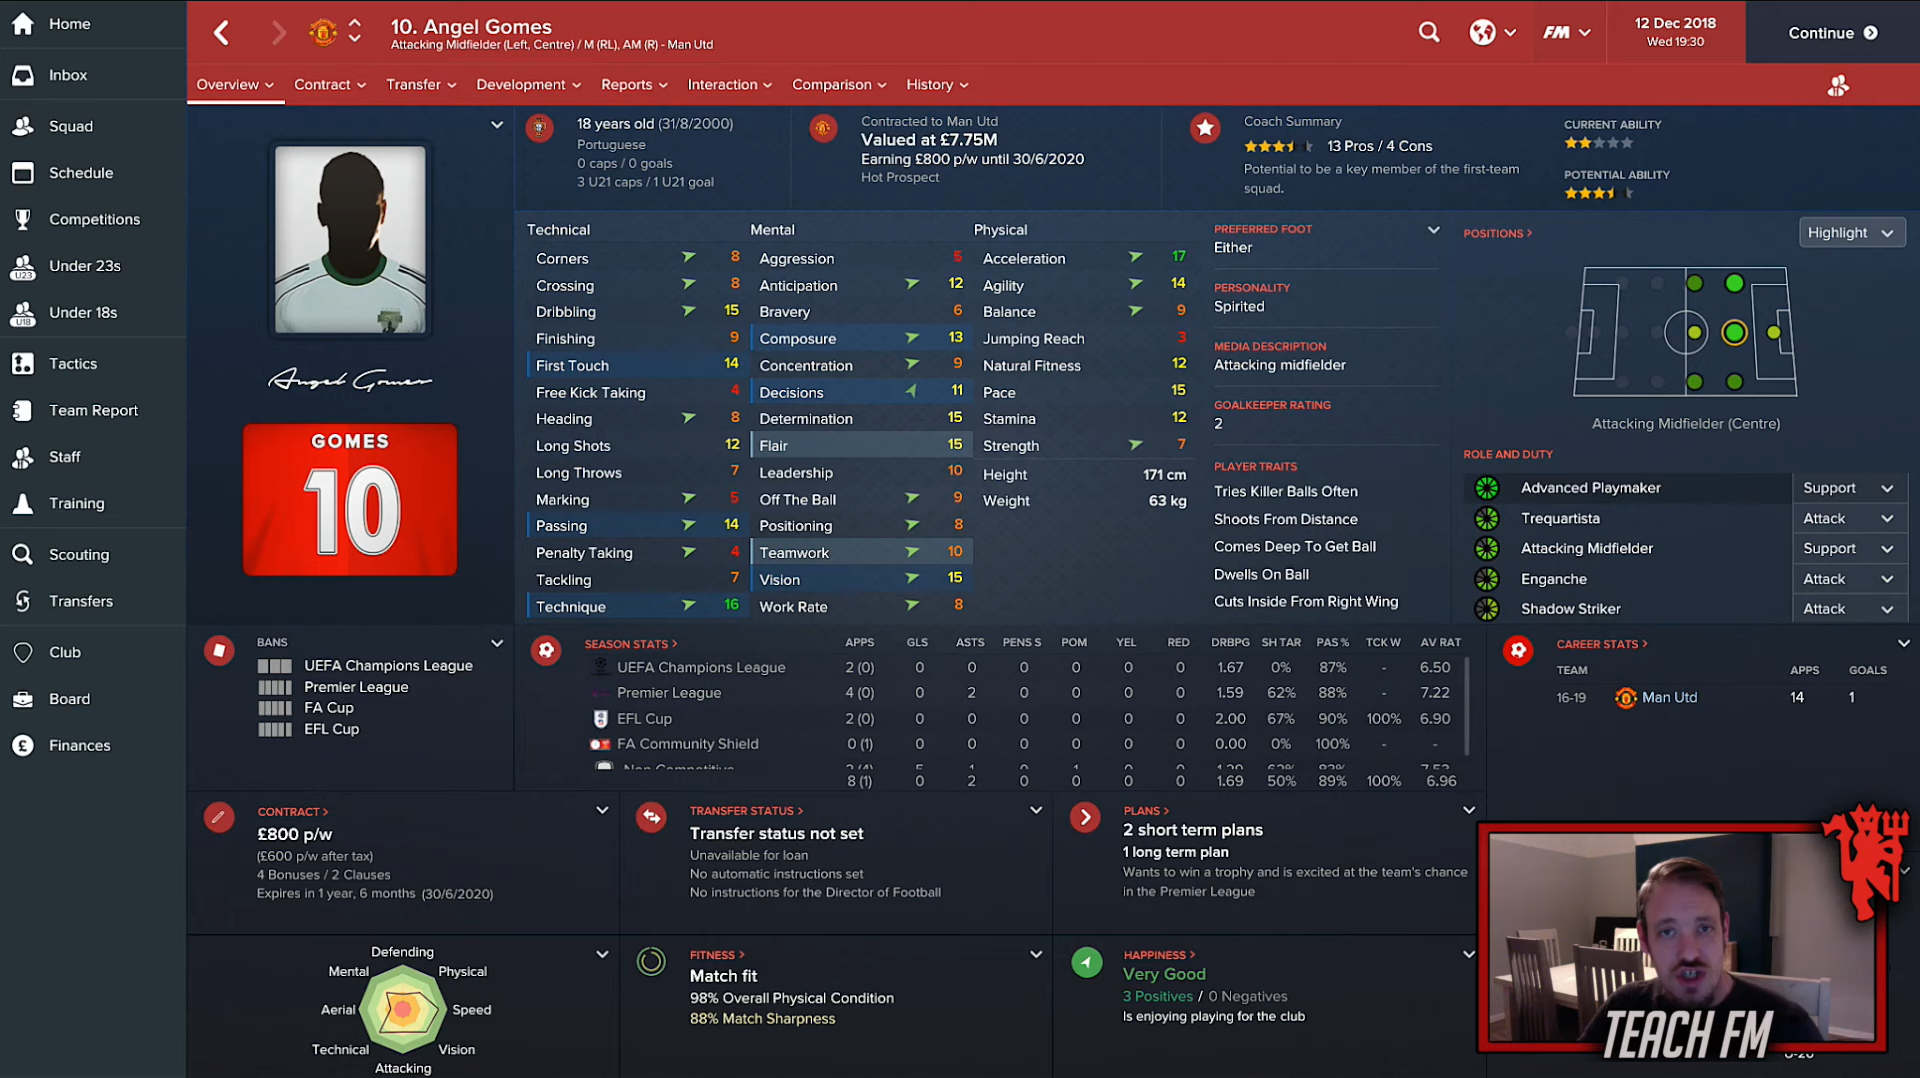 Home
Inbox
Squad
Schedule
Competitions
Under 23s
Under 18s
Tactics
Team Report
Staff
Training
Scouting
Transfers
Club
Board
Finances
10. Angel Gomes
Attacking Midfielder (Left, Centre) / M (RL), AM (R) - Man Utd
FM
12 Dec 2018
Wed 19:30
Continue
Overview
Contract
Transfer
Development
Reports
Interaction
Comparison
History
Angel Gomes
GOMES
10
18 years old (31/8/2000)
Portuguese
0 caps / 0 goals
3 U21 caps / 1 U21 goal
Contracted to Man Utd
Valued at £7.75M
Earning £800 p/w until 30/6/2020
Hot Prospect
Coach Summary
13 Pros / 4 Cons
Potential to be a key member of the first-team
squad.
CURRENT ABILITY
POTENTIAL ABILITY
Technical
Corners 8
Crossing 8
Dribbling 15
Finishing 9
First Touch 14
Free Kick Taking 4
Heading 8
Long Shots 12
Long Throws 7
Marking 5
Passing 14
Penalty Taking 4
Tackling 7
Technique 16
Mental
Aggression 5
Anticipation 12
Bravery 6
Composure 13
Concentration 9
Decisions 11
Determination 15
Flair 15
Leadership 10
Off The Ball 9
Positioning 8
Teamwork 10
Vision 15
Work Rate 8
Physical
Acceleration 17
Agility 14
Balance 9
Jumping Reach 3
Natural Fitness 12
Pace 15
Stamina 12
Strength 7
Height 171 cm
Weight 63 kg
PREFERRED FOOT
Either
PERSONALITY
Spirited
MEDIA DESCRIPTION
Attacking midfielder
GOALKEEPER RATING
2
PLAYER TRAITS
Tries Killer Balls Often
Shoots From Distance
Comes Deep To Get Ball
Dwells On Ball
Cuts Inside From Right Wing
POSITIONS >
Highlight
Attacking Midfielder (Centre)
ROLE AND DUTY
Advanced Playmaker Support
Trequartista Attack
Attacking Midfielder Support
Enganche Attack
Shadow Striker Attack
BANS
UEFA Champions League
Premier League
FA Cup
EFL Cup
SEASON STATS > APPS GLS ASTS PENS S POM YEL RED DRBPG SH TAR PAS % TCK W AV RAT
UEFA Champions League 2 (0) 0 0 0 0 0 0 1.67 0% 87% - 6.50
Premier League 4 (0) 0 2 0 0 0 0 1.59 62% 88% - 7.22
EFL Cup 2 (0) 0 0 0 0 0 0 2.00 67% 90% 100% 6.90
FA Community Shield 0 (1) 0 0 0 0 0 0 0.00 0% 100% - -
8 (1) 0 2 0 0 0 0 1.69 50% 89% 100% 6.96
CAREER STATS >
TEAM APPS GOALS
16-19 Man Utd 14 1
CONTRACT >
£800 p/w
(£600 p/w after tax)
4 Bonuses / 2 Clauses
Expires in 1 year, 6 months (30/6/2020)
TRANSFER STATUS >
Transfer status not set
Unavailable for loan
No automatic instructions set
No instructions for the Director of Football
PLANS >
2 short term plans
1 long term plan
Wants to win a trophy and is excited at the team's chance
in the Premier League
Defending
Mental
Physical
Aerial
Speed
Technical
Vision
Attacking
FITNESS >
Match fit
98% Overall Physical Condition
88% Match Sharpness
HAPPINESS >
Very Good
3 Positives / 0 Negatives
Is enjoying playing for the club
TEACH FM